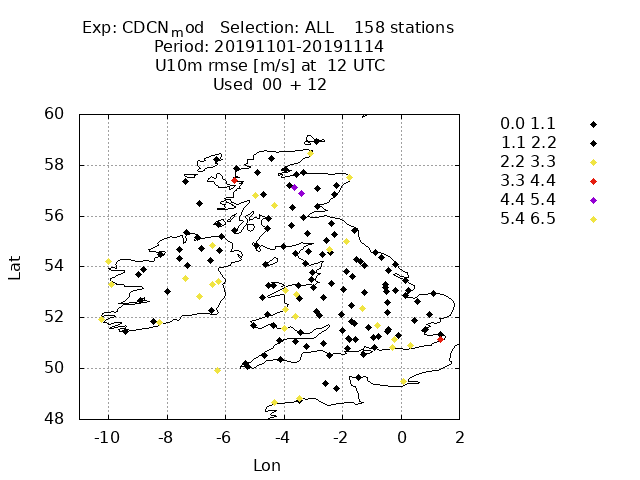 Exp: CDCNmod Selection: ALL 158 stations
Period: 20191101-20191114
U10m rmse [m/s] at 12 UTC
Used 00 + 12
0.0 1.1
1.1 2.2
2.2 3.3
3.3 4.4
4.4 5.4
5.4 6.5
Lat
60
58
56
54
52
50
48
-10 -8 -6 -4 -2 0 2
Lon